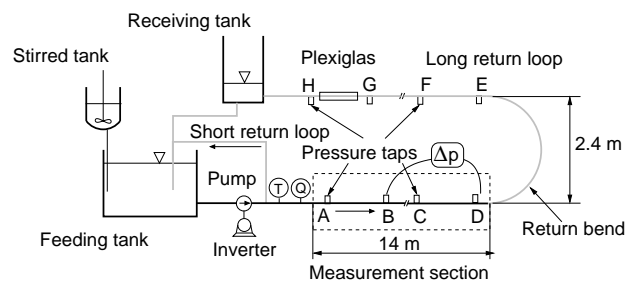 Receiving tank
Stirred tank
Plexiglas
Long return loop
H
G
F
E
Short return loop
Pressure taps
Δp
2.4 m
Pump
T
Q
A
B
C
D
Feeding tank
Inverter
14 m
Return bend
Measurement section